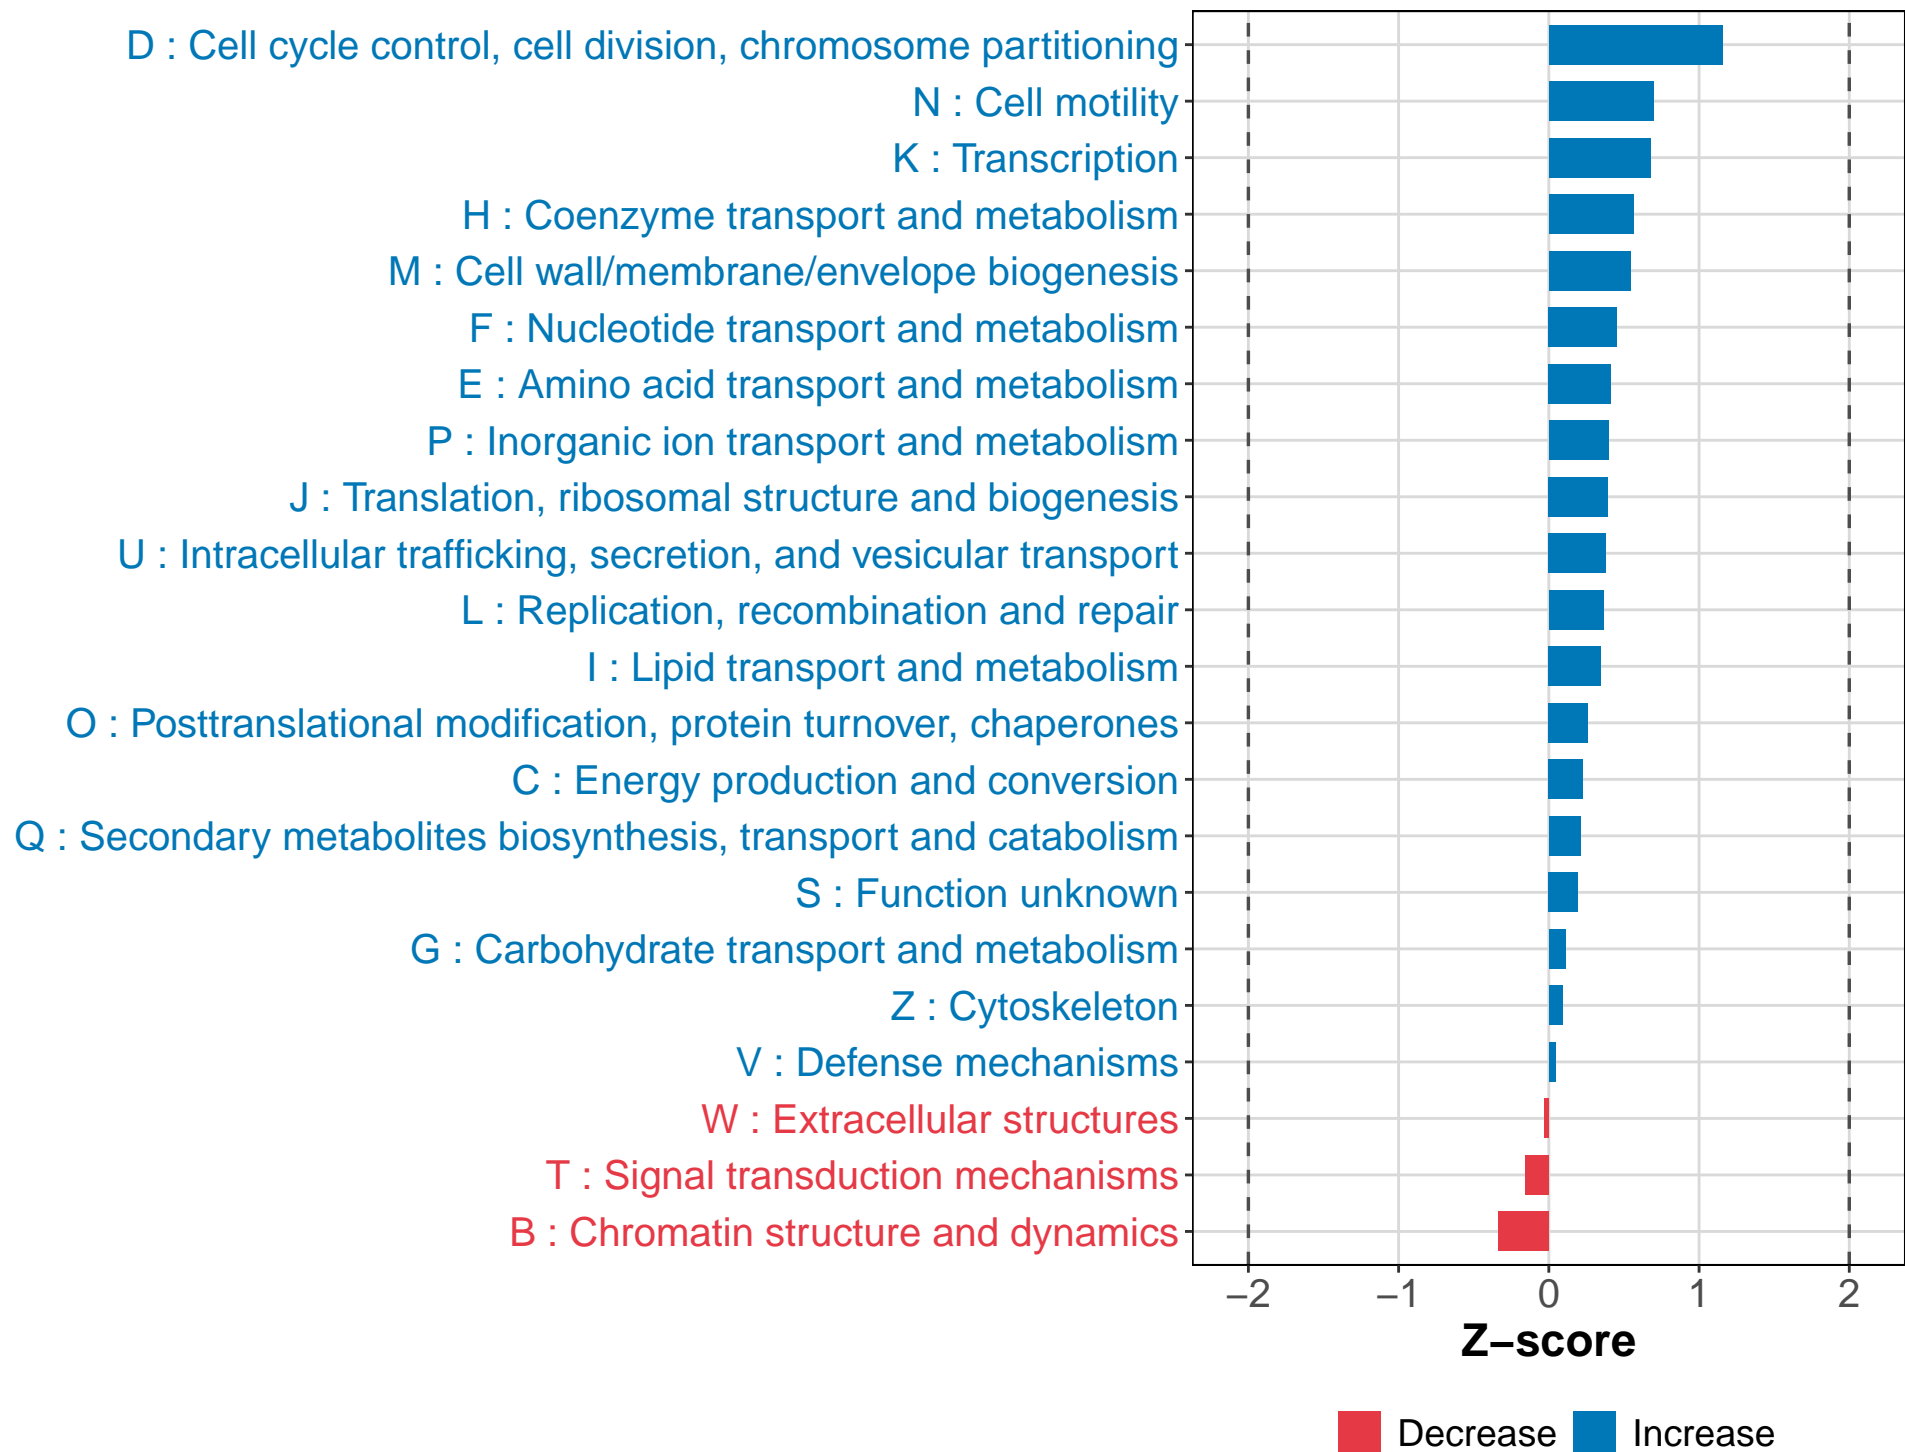 D : Cell cycle control, cell division, chromosome partitioning
N : Cell motility
K : Transcription
H : Coenzyme transport and metabolism
M : Cell wall/membrane/envelope biogenesis
F : Nucleotide transport and metabolism
E : Amino acid transport and metabolism
P : Inorganic ion transport and metabolism
J : Translation, ribosomal structure and biogenesis
U : Intracellular trafficking, secretion, and vesicular transport
L : Replication, recombination and repair
I : Lipid transport and metabolism
O : Posttranslational modification, protein turnover, chaperones
C : Energy production and conversion
Q : Secondary metabolites biosynthesis, transport and catabolism
S : Function unknown
G : Carbohydrate transport and metabolism
Z : Cytoskeleton
V : Defense mechanisms
W : Extracellular structures
T : Signal transduction mechanisms
B : Chromatin structure and dynamics
−2 −1 0 1 2
Z−score
Decrease Increase